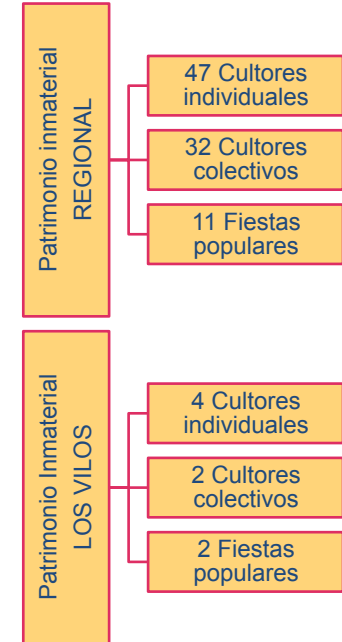 Patrimonio inmaterial
REGIONAL
47 Cultores
individuales
32 Cultores
colectivos
11 Fiestas
populares
Patrimonio Inmaterial
LOS VILOS
4 Cultores
individuales
2 Cultores
colectivos
2 Fiestas
populares